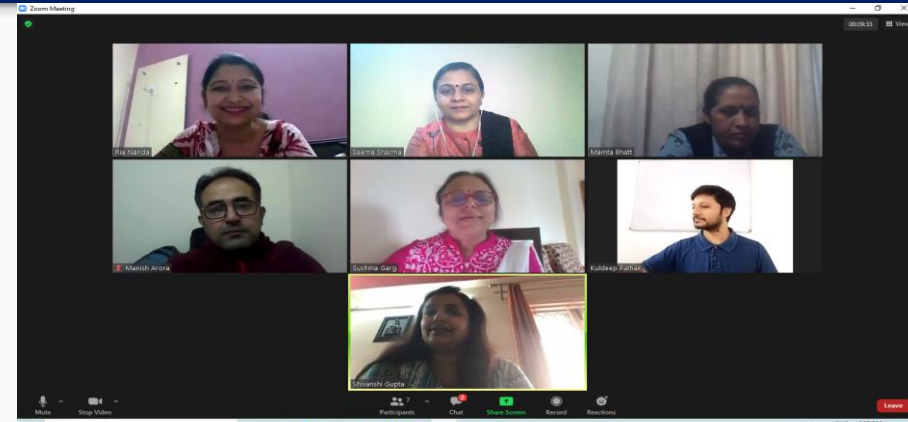 Zoom Meeting
00:09:33 View
Ria Nanda
Seema Sharma
Mamta Bhatt
Manish Arora
Sushma Garg
Kuldeep Pathak
Shivanshi Gupta
Mute
Stop Video
7
Participants
2
Chat
Share Screen
Record
Reactions
Leave